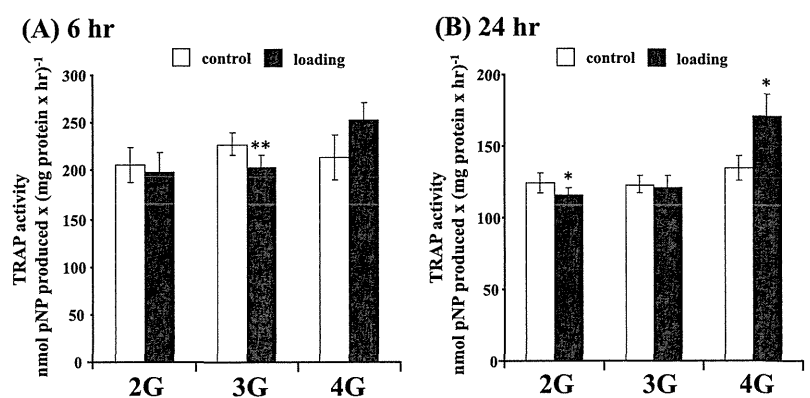 (A) 6 hr
control loading
TRAP activity
nmol pNP produced x (mg protein x hr)-1
300
250
200
150
100
50
0
**
2G 3G 4G
(B) 24 hr
control loading
TRAP activity
nmol pNP produced x (mg protein x hr)-1
200
150
100
50
0
*
*
2G 3G 4G